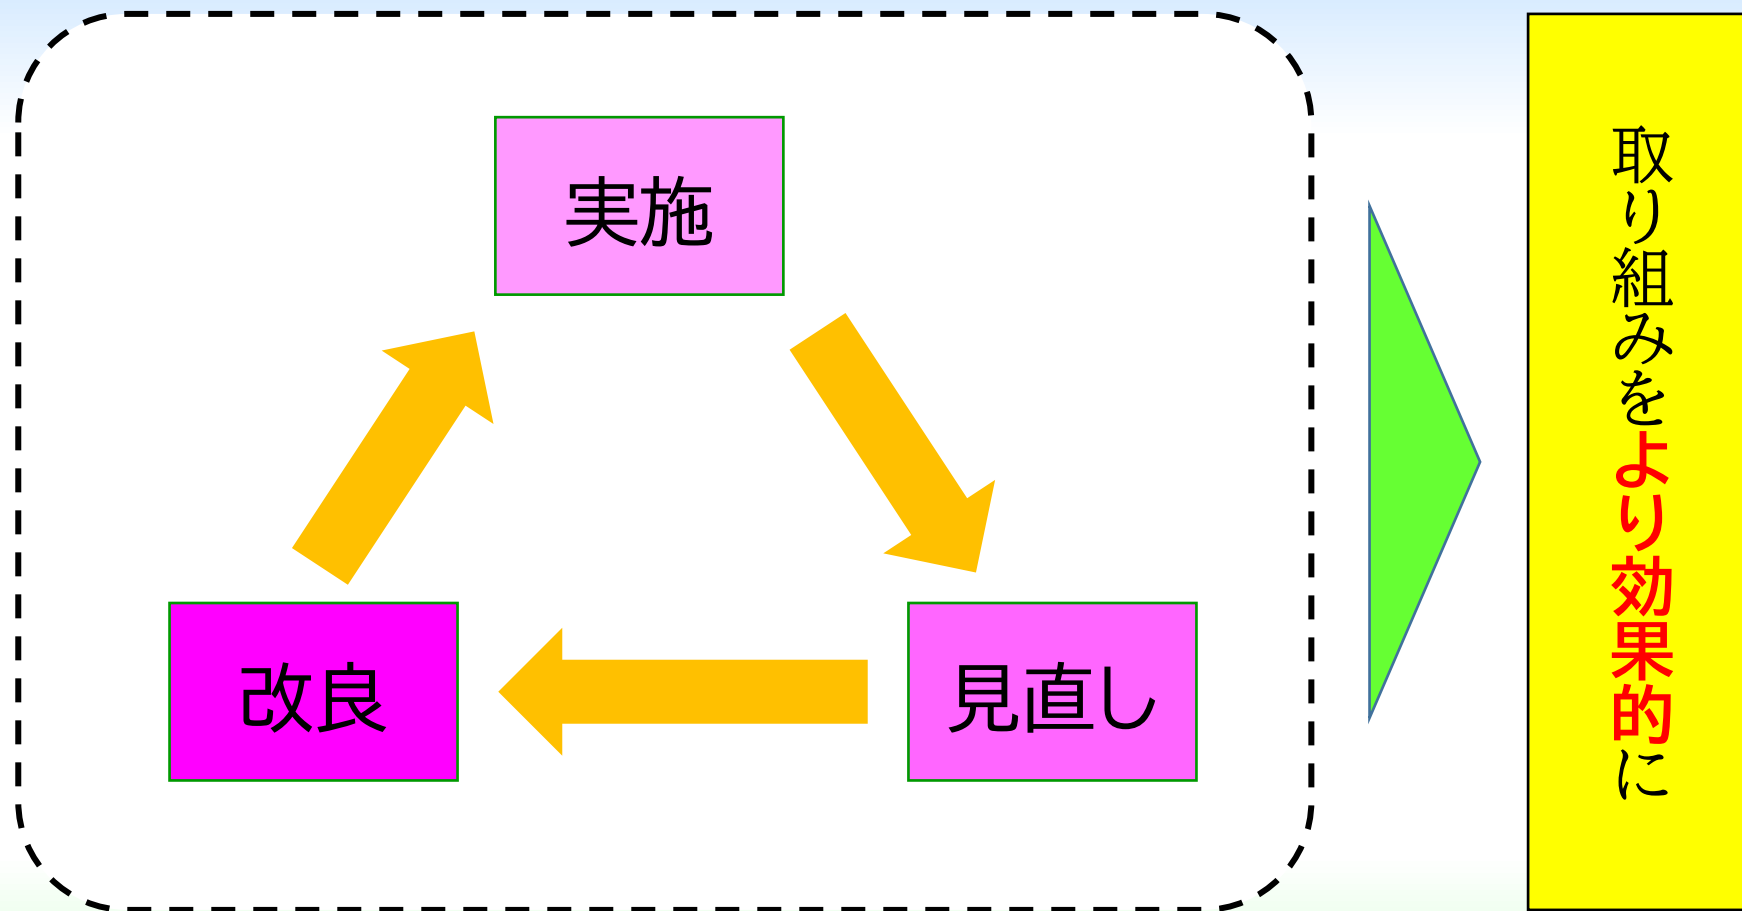 実施
見直し
改良
取り組みをより効果的に